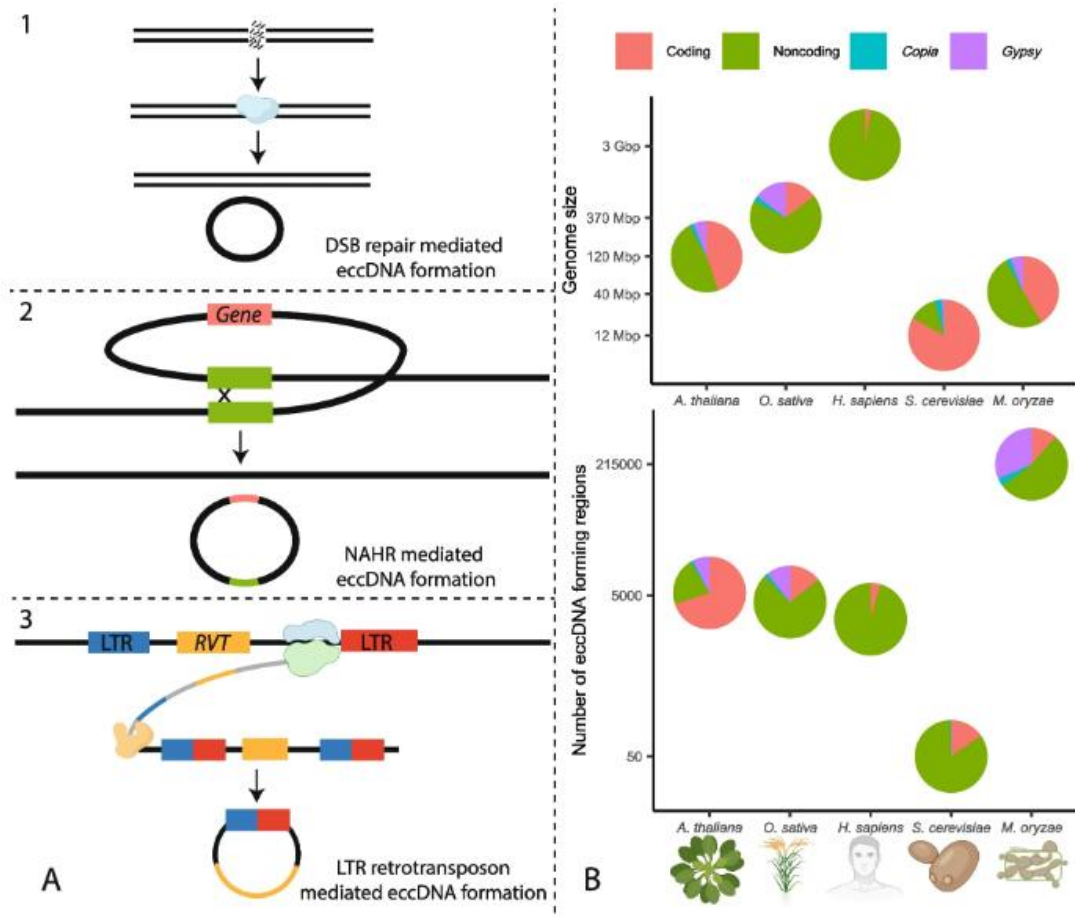 1
DSB repair mediated
eccDNA formation
2
Gene
X
NAHR mediated
eccDNA formation
3
LTR
RVT
LTR
LTR retrotransposon
mediated eccDNA formation
A
Coding
Noncoding
Copia
Gypsy
Genome size
3 Gbp
370 Mbp
120 Mbp
40 Mbp
12 Mbp
A. thaliana
O. sativa
H. sapiens
S. cerevisiae
M. oryzae
Number of eccDNA forming regions
215000
5000
50
A. thaliana
O. sativa
H. sapiens
S. cerevisiae
M. oryzae
B